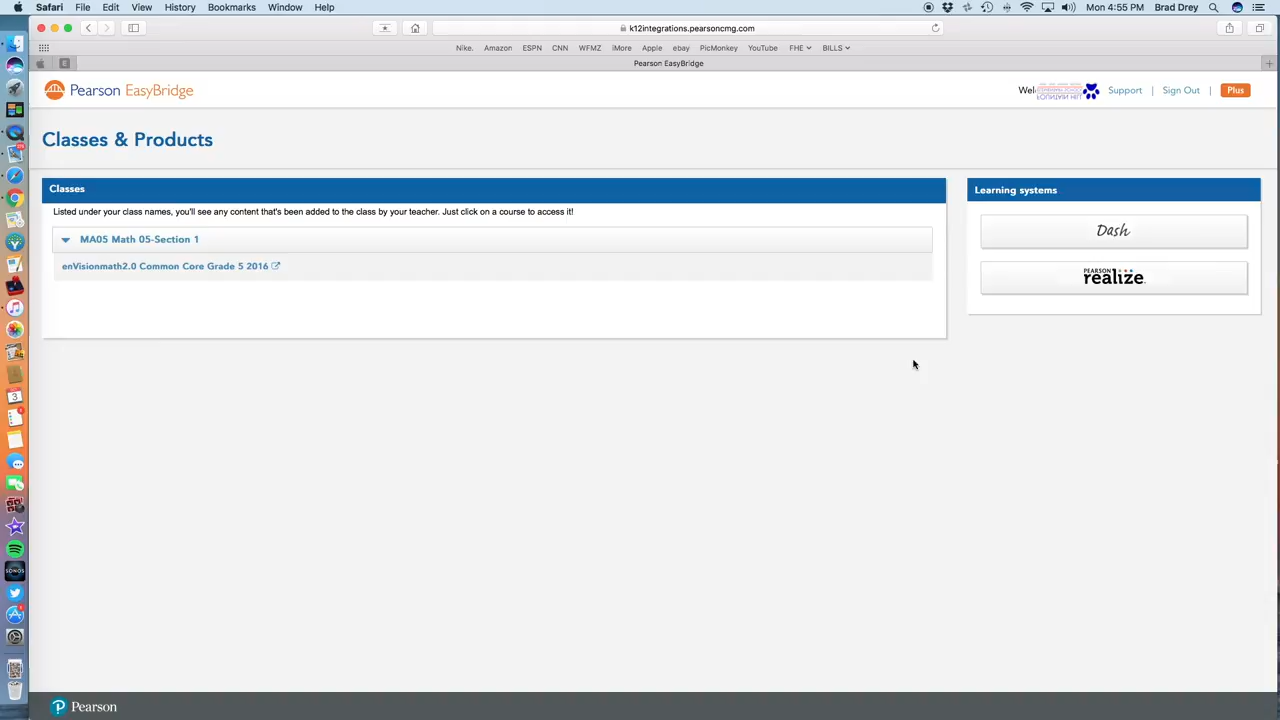 Safari File Edit View History Bookmarks Window Help Mon 4:55 PM Brad Drey
k12integrations.pearsoncmg.com
Nike. Amazon ESPN CNN WFMZ iMore Apple ebay PicMonkey YouTube FHE BILLS
E Pearson EasyBridge
Pearson EasyBridge Support | Sign Out | Plus
Classes & Products
Classes
Listed under your class names, you'll see any content that's been added to the class by your teacher. Just click on a course to access it!
MA05 Math 05-Section 1
enVisionmath2.0 Common Core Grade 5 2016
Learning systems
Dash
PEARSON
realize
Pearson